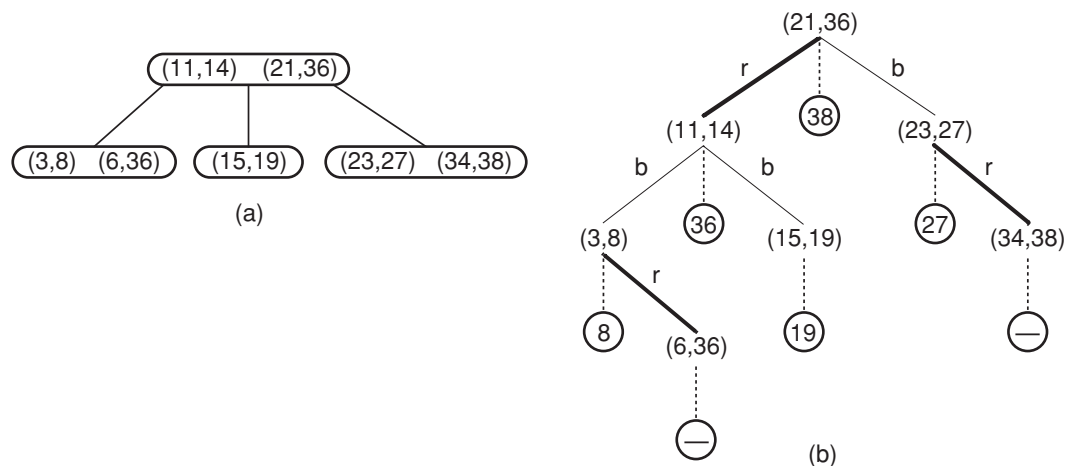 (11,14) (21,36)
(3,8) (6,36) (15,19) (23,27) (34,38)
(a)
(21,36)
r b
38
(11,14) (23,27)
b b r
36 27
(3,8) (15,19) (34,38)
r
8 19 —
(6,36)
—
(b)